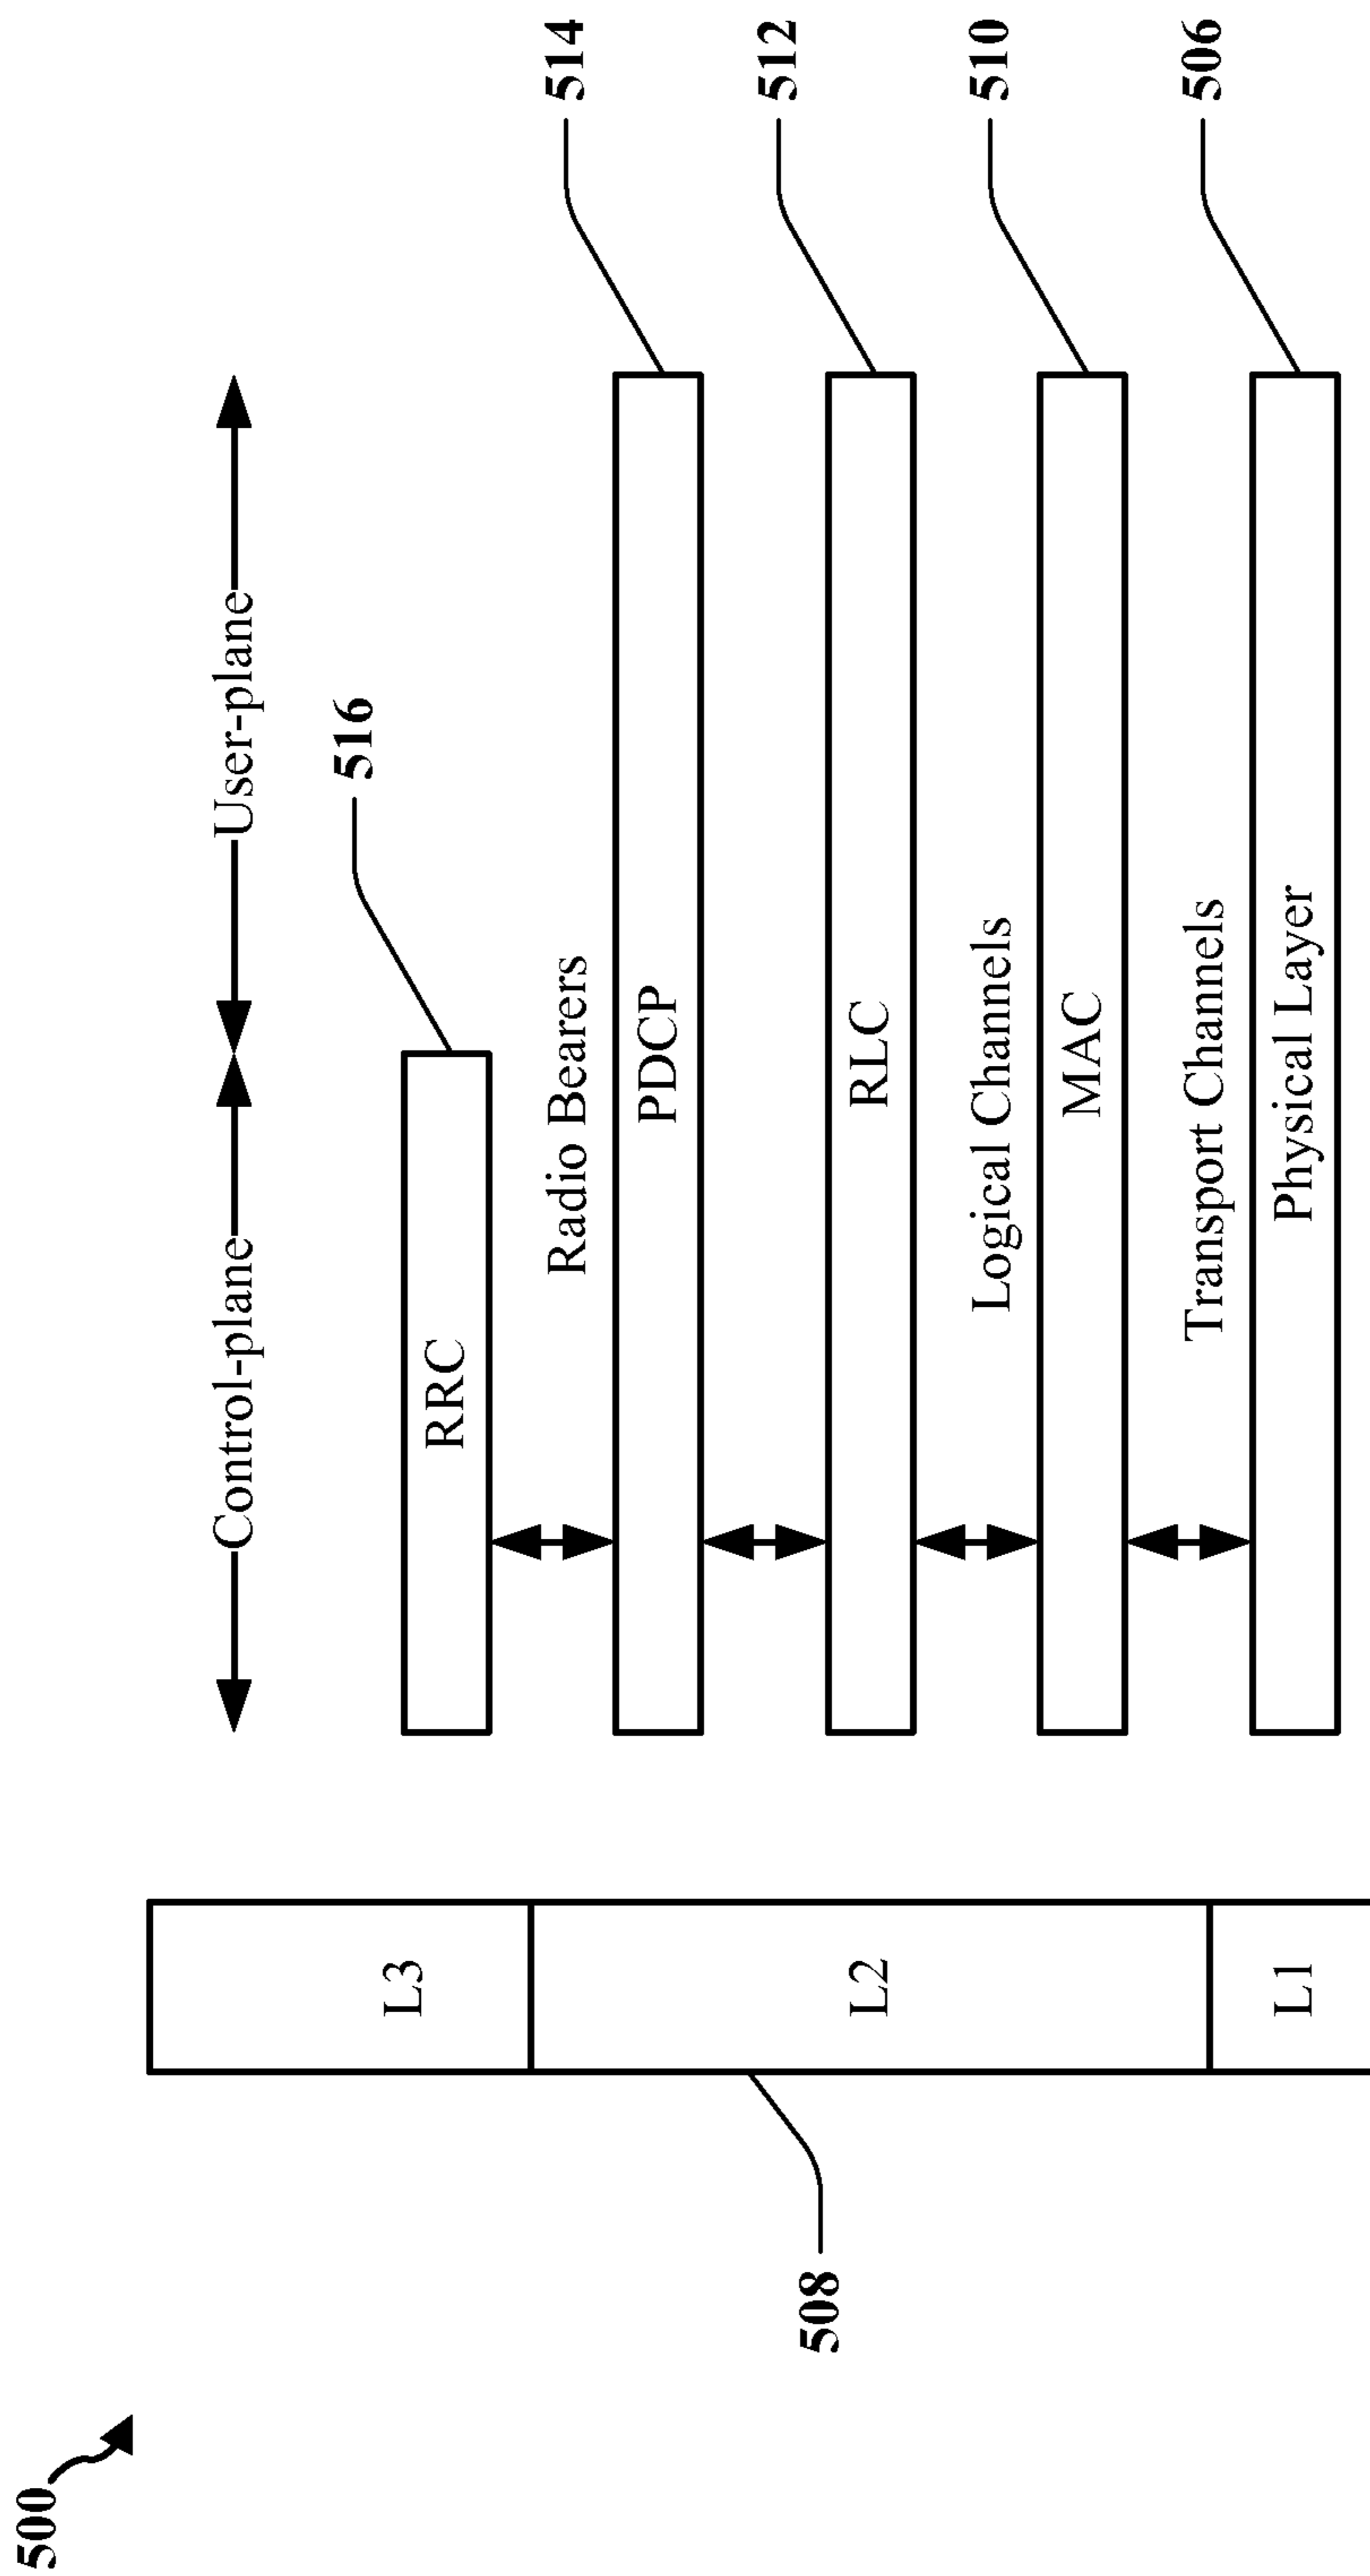 500
Control-plane
User-plane
516
RRC
L3
Radio Bearers
514
PDCP
512
RLC
L2
508
Logical Channels
510
MAC
Transport Channels
506
Physical Layer
L1